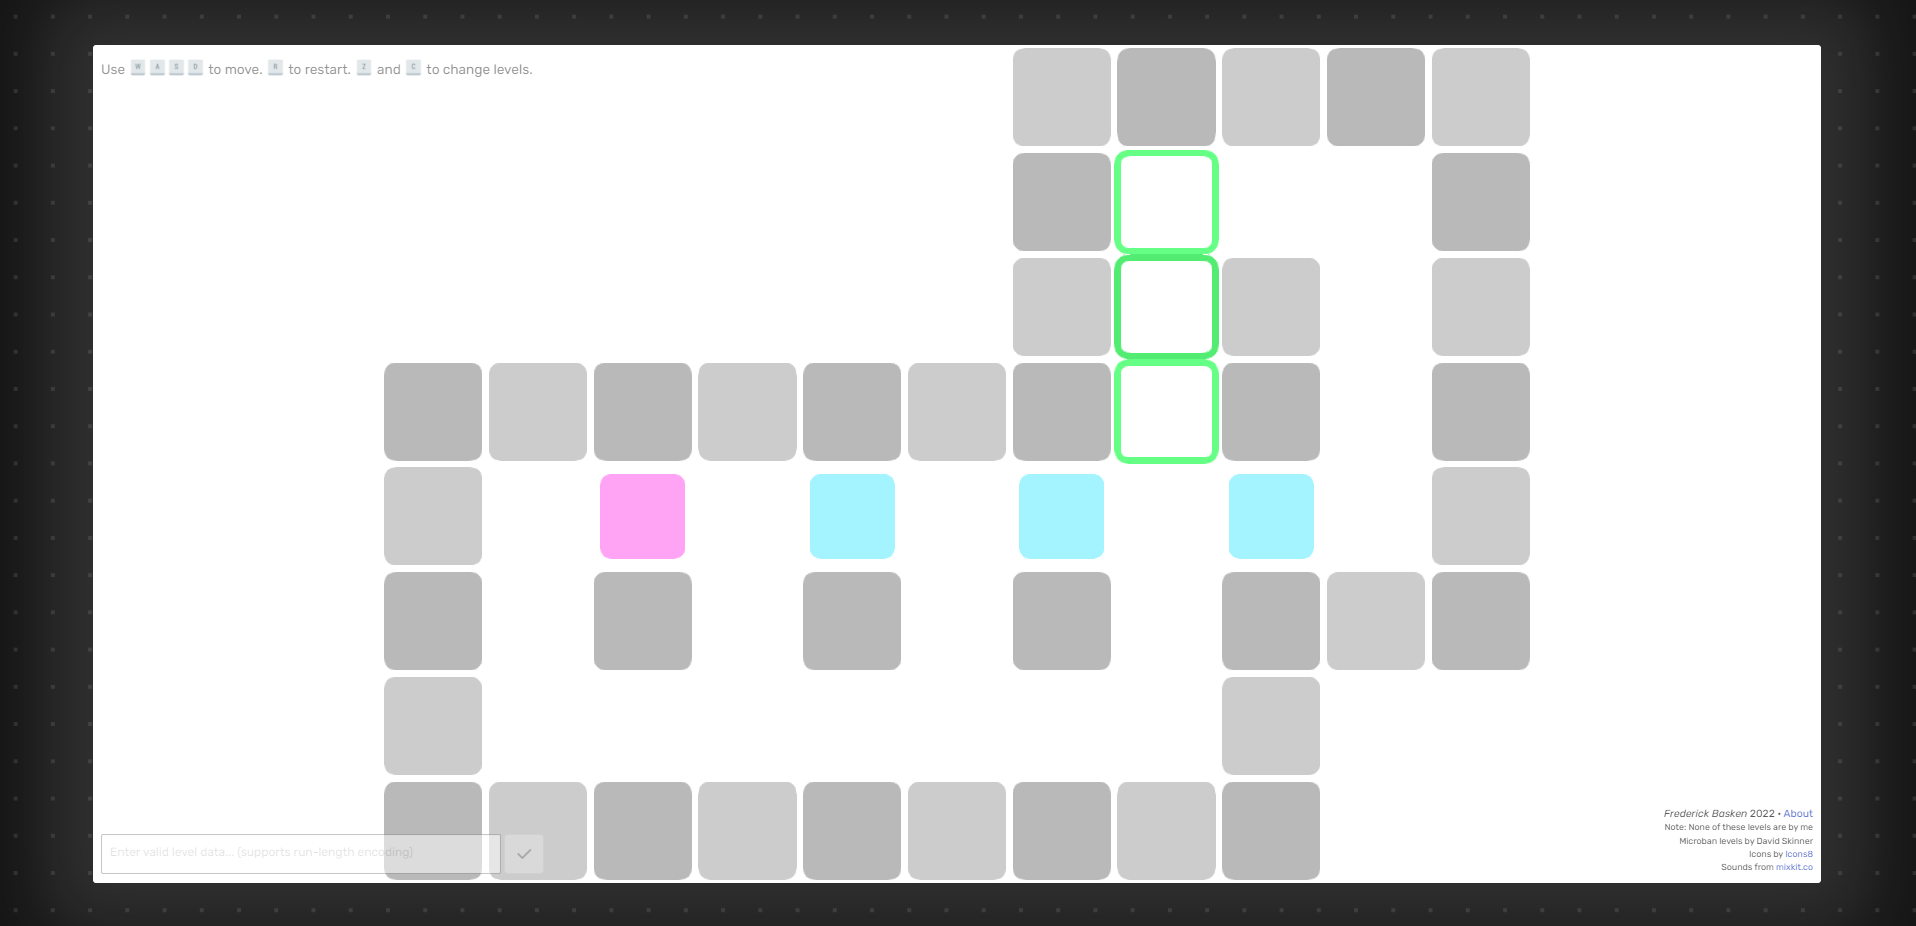 Use W A S D to move. R to restart. Z and C to change levels.
Enter valid level data... (supports run-length encoding)
Frederick Basken 2022 • About
Note: None of these levels are by me
Microban levels by David Skinner
Icons by Icons8
Sounds from mixkit.co